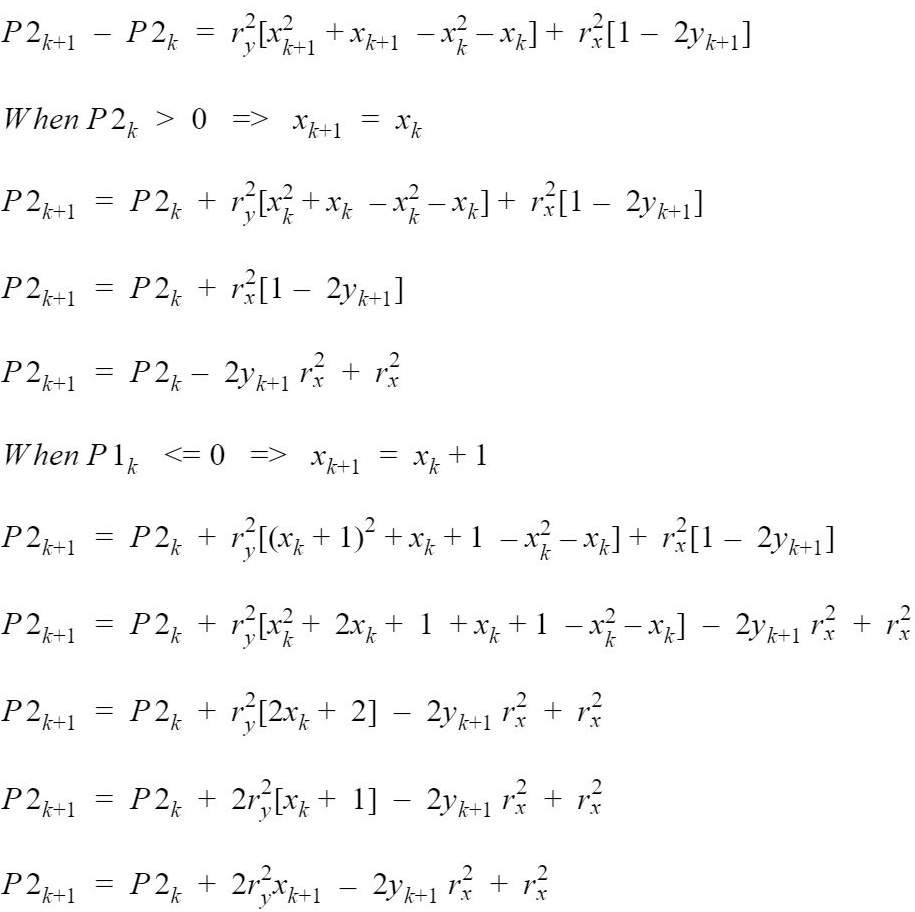 P2ₖ₊₁ – P2ₖ = r_y^2[x_{k+1}^2 + x_{k+1} – x_k^2 – x_k] + r_x^2[1 – 2y_{k+1}]
When P2_k > 0 => x_{k+1} = x_k
P2_{k+1} = P2_k + r_y^2[x_k^2 + x_k – x_k^2 – x_k] + r_x^2[1 – 2y_{k+1}]
P2_{k+1} = P2_k + r_x^2[1 – 2y_{k+1}]
P2_{k+1} = P2_k – 2y_{k+1} r_x^2 + r_x^2
When P1_k <= 0 => x_{k+1} = x_k + 1
P2_{k+1} = P2_k + r_y^2[(x_k + 1)^2 + x_k + 1 – x_k^2 – x_k] + r_x^2[1 – 2y_{k+1}]
P2_{k+1} = P2_k + r_y^2[x_k^2 + 2x_k + 1 + x_k + 1 – x_k^2 – x_k] – 2y_{k+1} r_x^2 + r_x^2
P2_{k+1} = P2_k + r_y^2[2x_k + 2] – 2y_{k+1} r_x^2 + r_x^2
P2_{k+1} = P2_k + 2r_y^2[x_k + 1] – 2y_{k+1} r_x^2 + r_x^2
P2_{k+1} = P2_k + 2r_y^2x_{k+1} – 2y_{k+1} r_x^2 + r_x^2